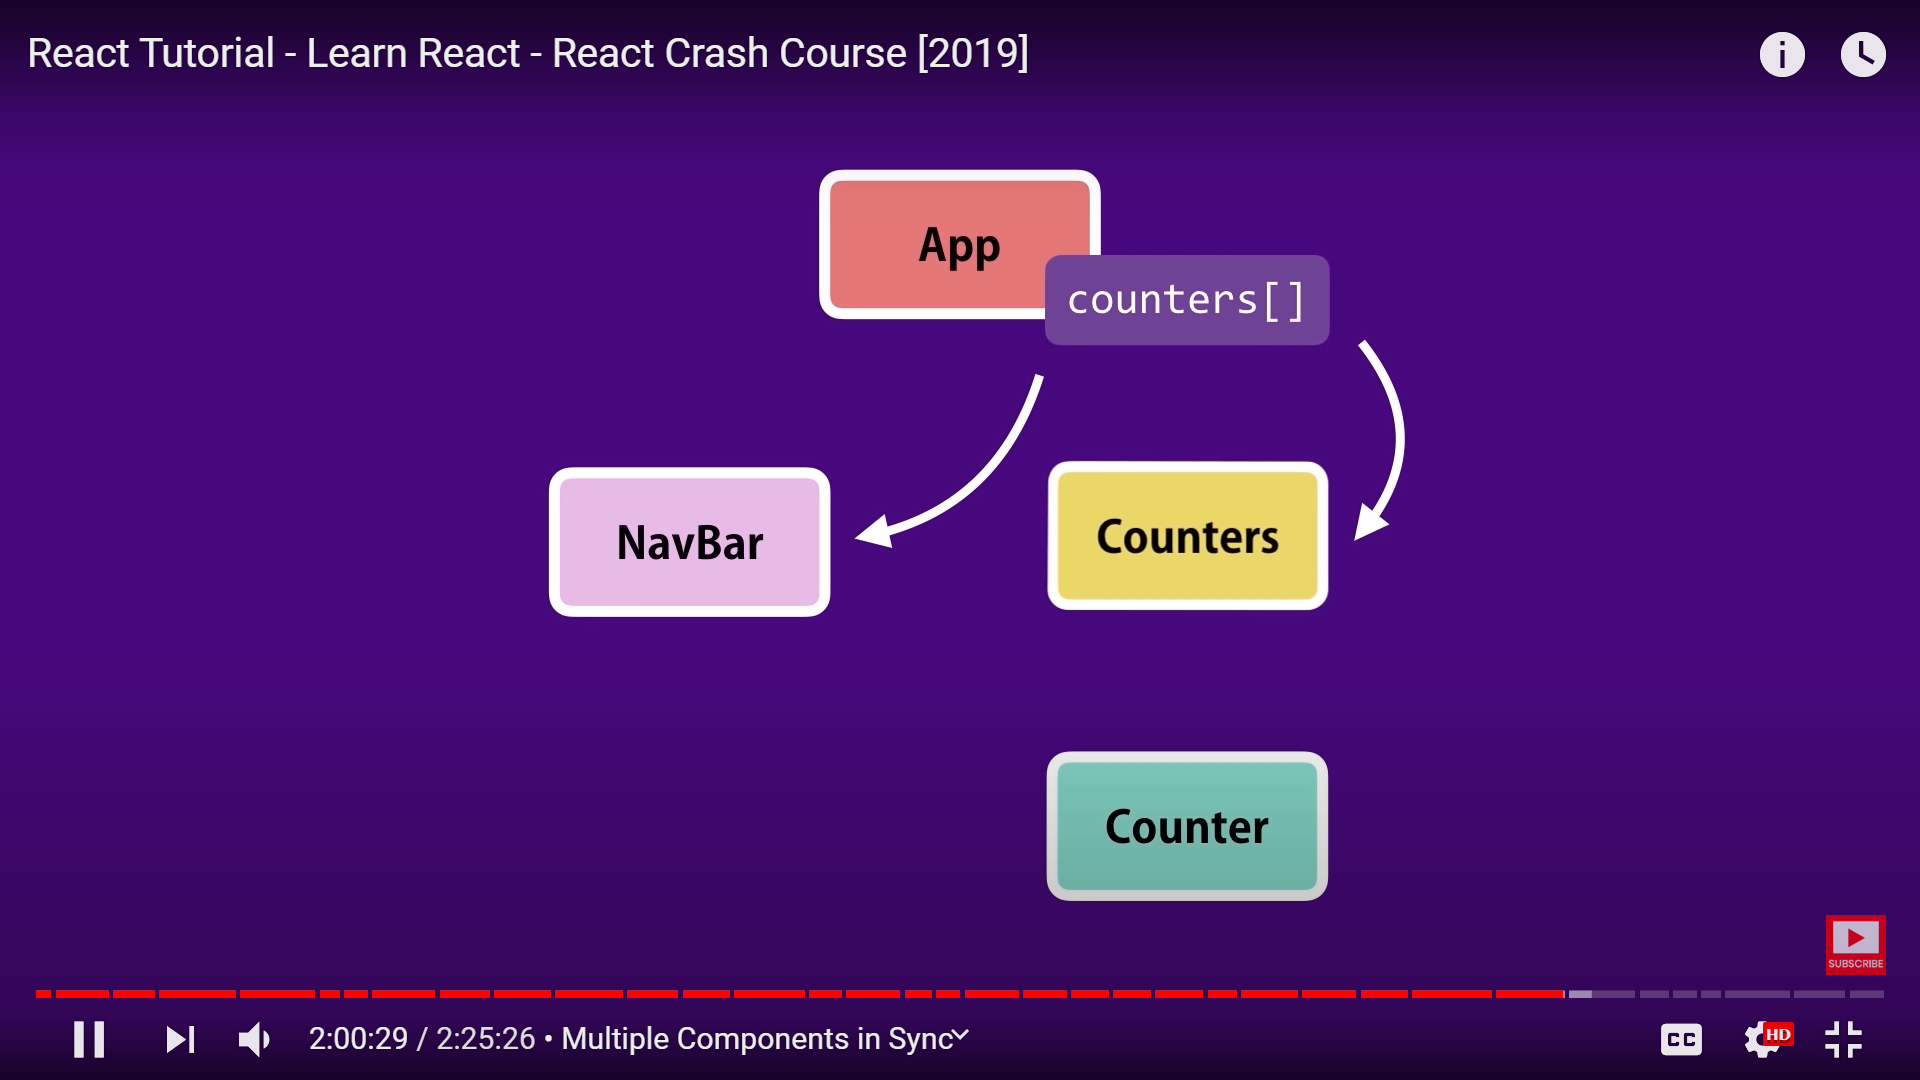 React Tutorial - Learn React - React Crash Course [2019]
App
counters[]
NavBar
Counters
Counter
SUBSCRIBE
2:00:29 / 2:25:26 • Multiple Components in Sync
CC
HD